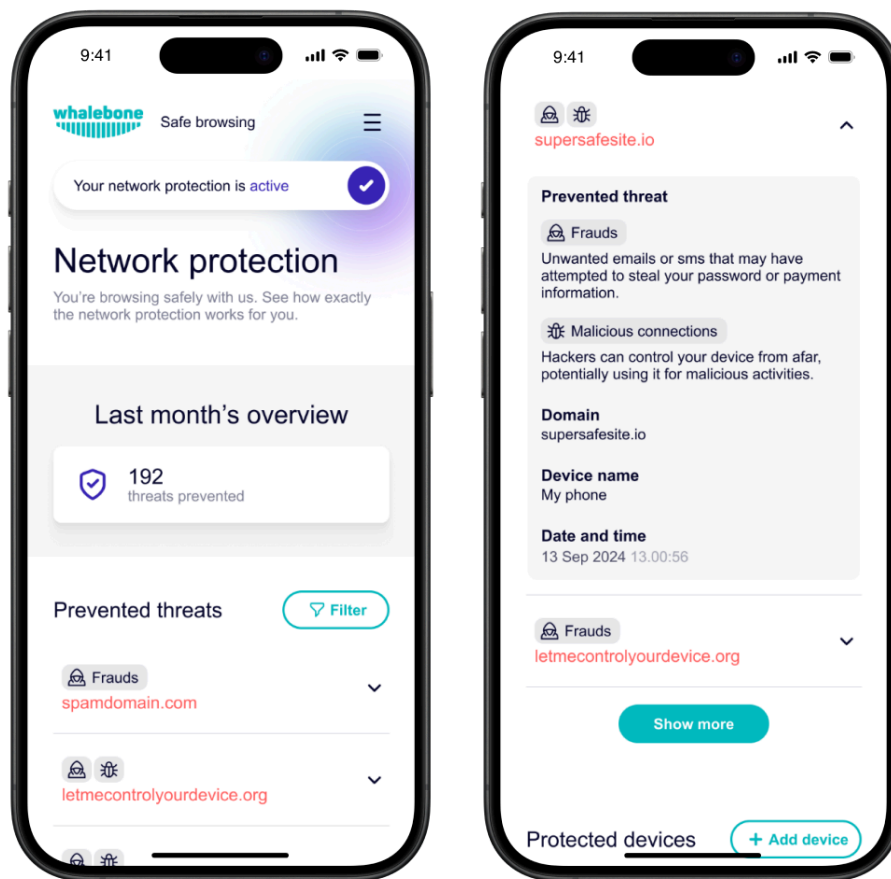 9:41
whalebone
Safe browsing
Your network protection is active
Network protection
You're browsing safely with us. See how exactly
the network protection works for you.
Last month's overview
192
threats prevented
Prevented threats
Filter
Frauds
spamdomain.com
letmecontrolyourdevice.org
9:41
supersafesite.io
Prevented threat
Frauds
Unwanted emails or sms that may have
attempted to steal your password or payment
information.
Malicious connections
Hackers can control your device from afar,
potentially using it for malicious activities.
Domain
supersafesite.io
Device name
My phone
Date and time
13 Sep 2024 13.00:56
Frauds
letmecontrolyourdevice.org
Show more
Protected devices
+ Add device